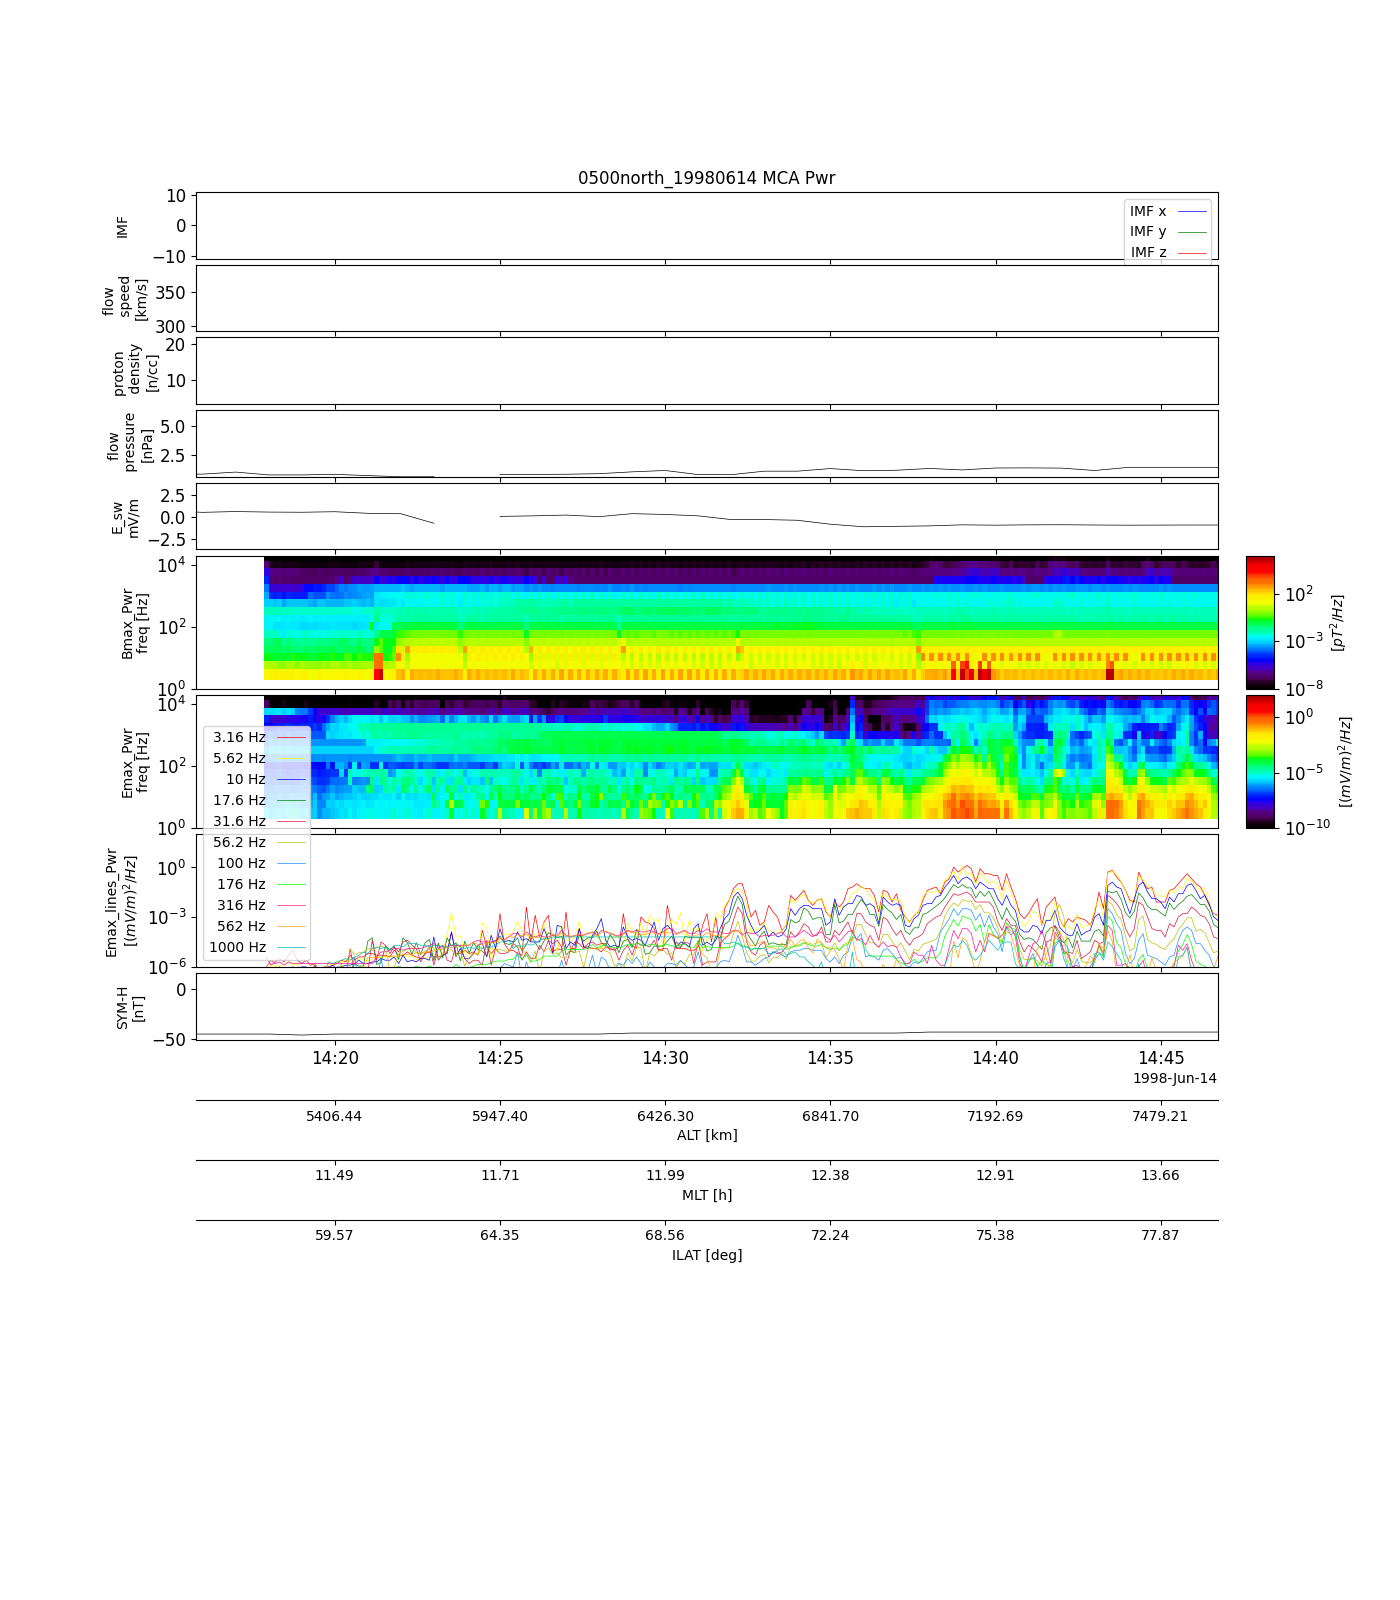 0500north_19980614 MCA Pwr
10
0
−10
IMF
IMF x
IMF y
IMF z
350
300
flow
speed
[km/s]
20
10
proton
density
[n/cc]
5.0
2.5
flow
pressure
[nPa]
2.5
0.0
−2.5
E_sw
mV/m
10^4
10^2
10^0
Bmax_Pwr
freq [Hz]
10^2
10^−3
10^−8
[pT^2/Hz]
10^4
10^2
10^0
Emax_Pwr
freq [Hz]
10^0
10^−5
10^−10
[(mV/m)^2/Hz]
3.16 Hz
5.62 Hz
10 Hz
17.6 Hz
31.6 Hz
56.2 Hz
100 Hz
176 Hz
316 Hz
562 Hz
1000 Hz
10^0
10^−3
10^−6
Emax_lines_Pwr
[(mV/m)^2/Hz]
0
−50
SYM-H
[nT]
14:20 14:25 14:30 14:35 14:40 14:45
1998-Jun-14
5406.44 5947.40 6426.30 6841.70 7192.69 7479.21
ALT [km]
11.49 11.71 11.99 12.38 12.91 13.66
MLT [h]
59.57 64.35 68.56 72.24 75.38 77.87
ILAT [deg]